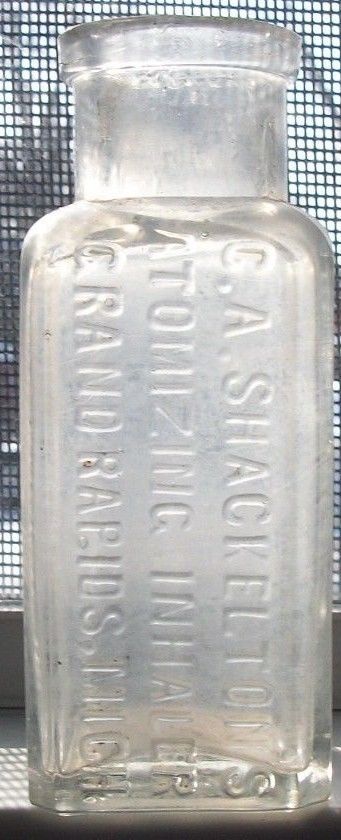 C. A. SHACKELTON'S
ATOMIZING INHALER
GRAND RAPIDS, MICH